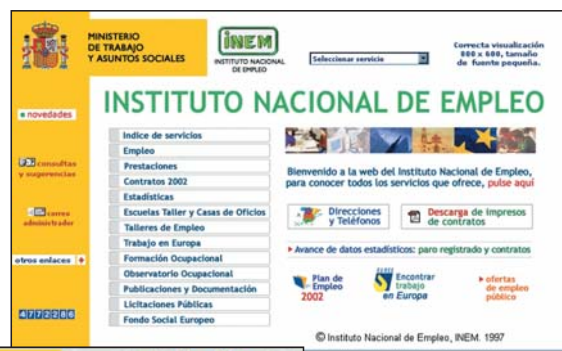 MINISTERIO
DE TRABAJO
Y ASUNTOS SOCIALES
INEM
INSTITUTO NACIONAL
DE EMPLEO
Seleccionar servicio
Correcta visualización
800 x 600, tamaño
de fuente pequeña.
INSTITUTO NACIONAL DE EMPLEO
novedades
consultas
y sugerencias
correo
administrador
otros enlaces
4772286
Indice de servicios
Empleo
Prestaciones
Contratos 2002
Estadísticas
Escuelas Taller y Casas de Oficios
Talleres de Empleo
Trabajo en Europa
Formación Ocupacional
Observatorio Ocupacional
Publicaciones y Documentación
Licitaciones Públicas
Fondo Social Europeo
Bienvenido a la web del Instituto Nacional de Empleo,
para conocer todos los servicios que ofrece, pulse aquí
Direcciones
y Teléfonos
Descarga de impresos
de contratos
Avance de datos estadísticos: paro registrado y contratos
Plan de
Empleo
2002
Encontrar
trabajo
en Europa
ofertas
de empleo
público
© Instituto Nacional de Empleo, INEM. 1997